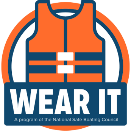 WEAR IT
A program of the National Safe Boating Council